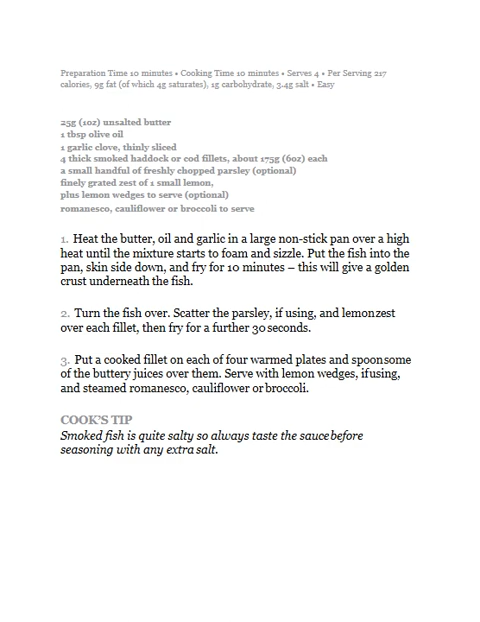 Preparation Time 10 minutes • Cooking Time 10 minutes • Serves 4 • Per Serving 217
calories, 9g fat (of which 4g saturates), 1g carbohydrate, 3.4g salt • Easy
25g (1oz) unsalted butter
1 tbsp olive oil
1 garlic clove, thinly sliced
4 thick smoked haddock or cod fillets, about 175g (6oz) each
a small handful of freshly chopped parsley (optional)
finely grated zest of 1 small lemon,
plus lemon wedges to serve (optional)
romanesco, cauliflower or broccoli to serve
1. Heat the butter, oil and garlic in a large non-stick pan over a high
heat until the mixture starts to foam and sizzle. Put the fish into the
pan, skin side down, and fry for 10 minutes – this will give a golden
crust underneath the fish.
2. Turn the fish over. Scatter the parsley, if using, and lemonzest
over each fillet, then fry for a further 30 seconds.
3. Put a cooked fillet on each of four warmed plates and spoonsome
of the buttery juices over them. Serve with lemon wedges, ifusing,
and steamed romanesco, cauliflower orbroccoli.
COOK'S TIP
Smoked fish is quite salty so always taste the saucebefore
seasoning with any extra salt.